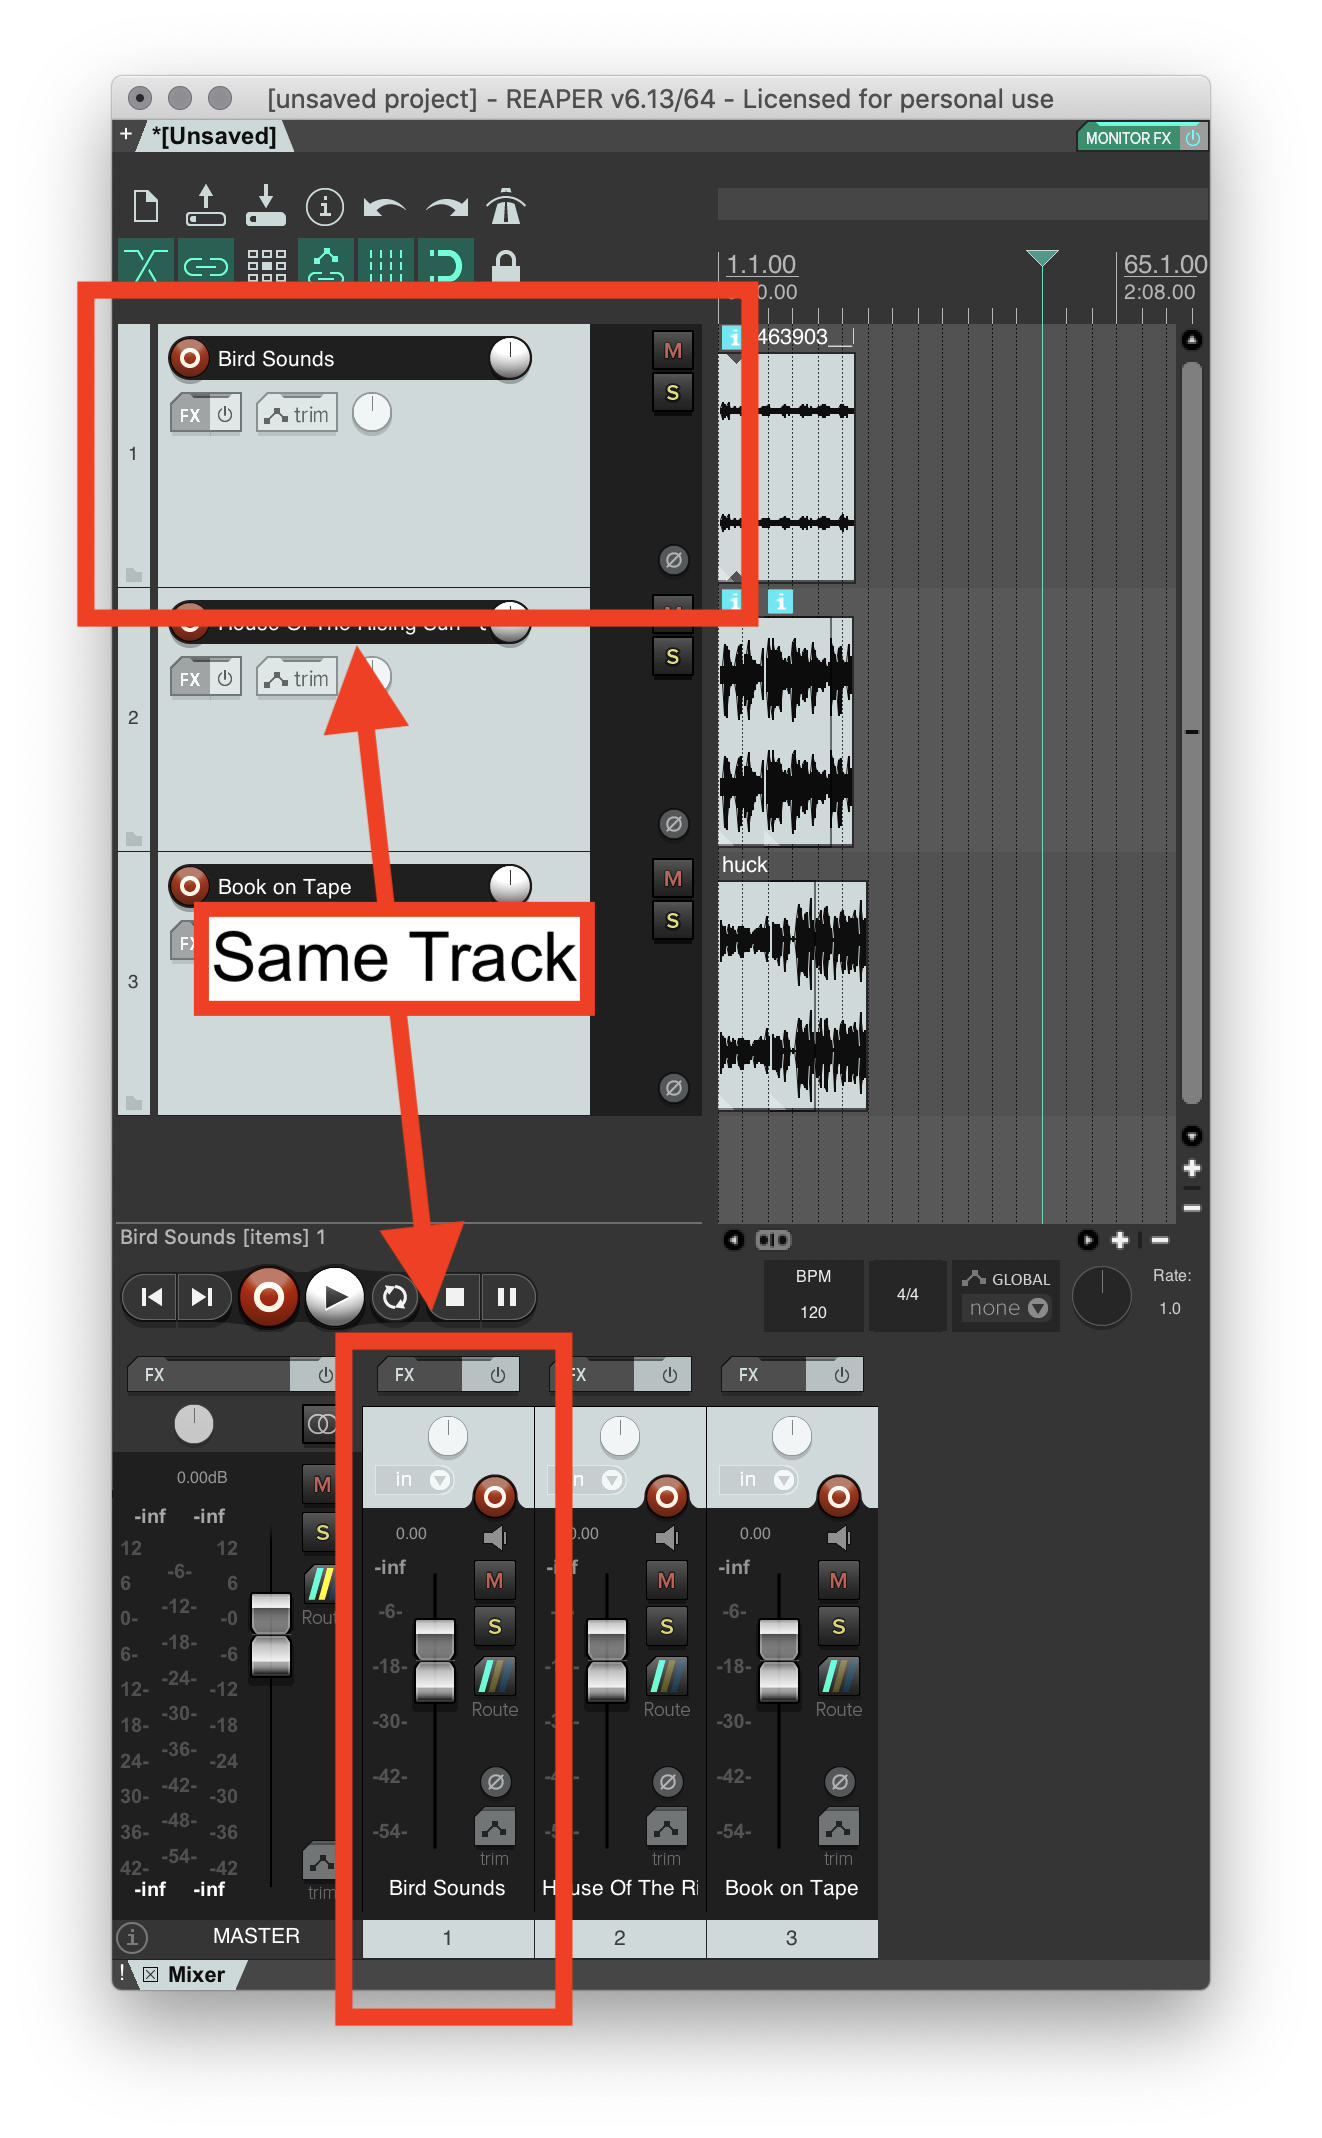 [unsaved project] - REAPER v6.13/64 - Licensed for personal use
+ *[Unsaved]
MONITOR FX
1.1.00
65.1.00
0.00
2:08.00
1
Bird Sounds
M
S
FX
trim
463903__
2
House Of The Rising Sun
S
FX
trim
3
Book on Tape
M
S
huck
Same Track
Bird Sounds [items] 1
BPM
120
4/4
GLOBAL
none
Rate:
1.0
FX
FX
FX
FX
in
in
in
0.00dB
M
S
-inf -inf
12 12
6 -6- 6
0- -12- -0
6- -18- -6
12- -24- -12
18- -30- -18
24- -36- -24
30- -42- -30
36- -48- -36
42- -54- -42
-inf -inf
trim
MASTER
0.00
-inf
M
-6-
S
-18-
Route
-30-
-42-
-54-
trim
Bird Sounds
1
0.00
-inf
M
S
Route
trim
House Of The Ri
2
0.00
-inf
M
-6-
S
-18-
Route
-30-
-42-
-54-
trim
Book on Tape
3
! Mixer